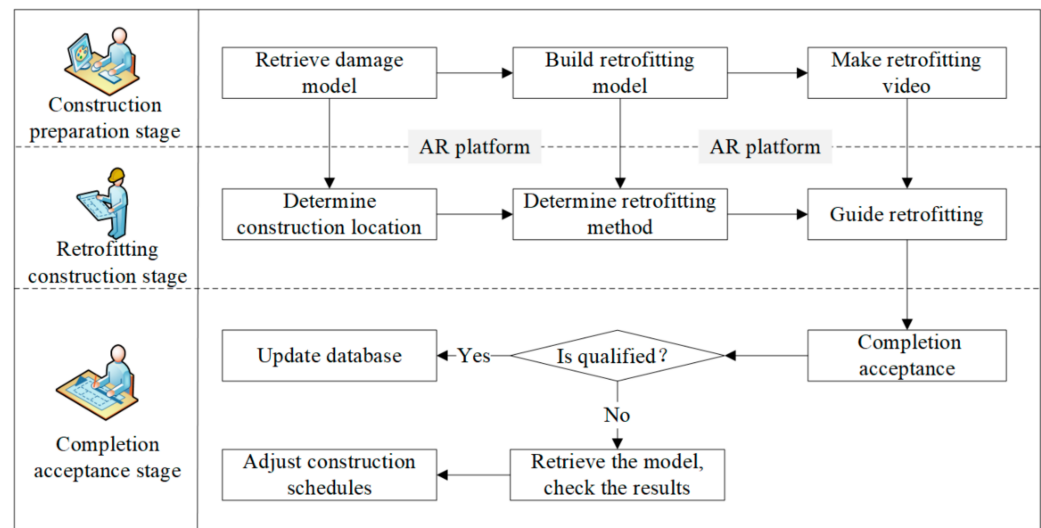 Construction
preparation stage
Retrieve damage
model
Build retrofitting
model
Make retrofitting
video
AR platform
AR platform
Retrofitting
construction stage
Determine
construction location
Determine retrofitting
method
Guide retrofitting
Completion
acceptance stage
Update database
Yes
Is qualified？
Completion
acceptance
No
Adjust construction
schedules
Retrieve the model,
check the results